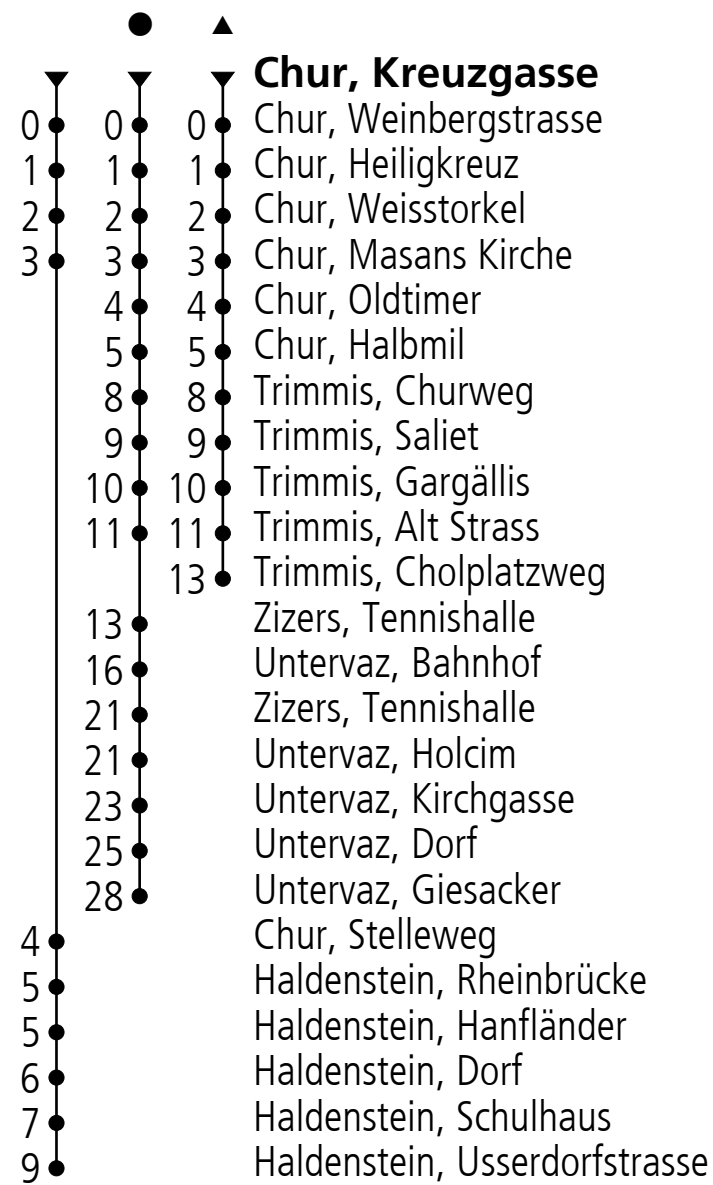 Chur, Kreuzgasse
0 0 0 Chur, Weinbergstrasse
1 1 1 Chur, Heiligkreuz
2 2 2 Chur, Weisstorkel
3 3 3 Chur, Masans Kirche
4 4 Chur, Oldtimer
5 5 Chur, Halbmil
8 8 Trimmis, Churweg
9 9 Trimmis, Saliet
10 10 Trimmis, Gargällis
11 11 Trimmis, Alt Strass
13 Trimmis, Cholplatzweg
13 Zizers, Tennishalle
16 Untervaz, Bahnhof
21 Zizers, Tennishalle
21 Untervaz, Holcim
23 Untervaz, Kirchgasse
25 Untervaz, Dorf
28 Untervaz, Giesacker
4 Chur, Stelleweg
5 Haldenstein, Rheinbrücke
5 Haldenstein, Hanfländer
6 Haldenstein, Dorf
7 Haldenstein, Schulhaus
9 Haldenstein, Usserdorfstrasse